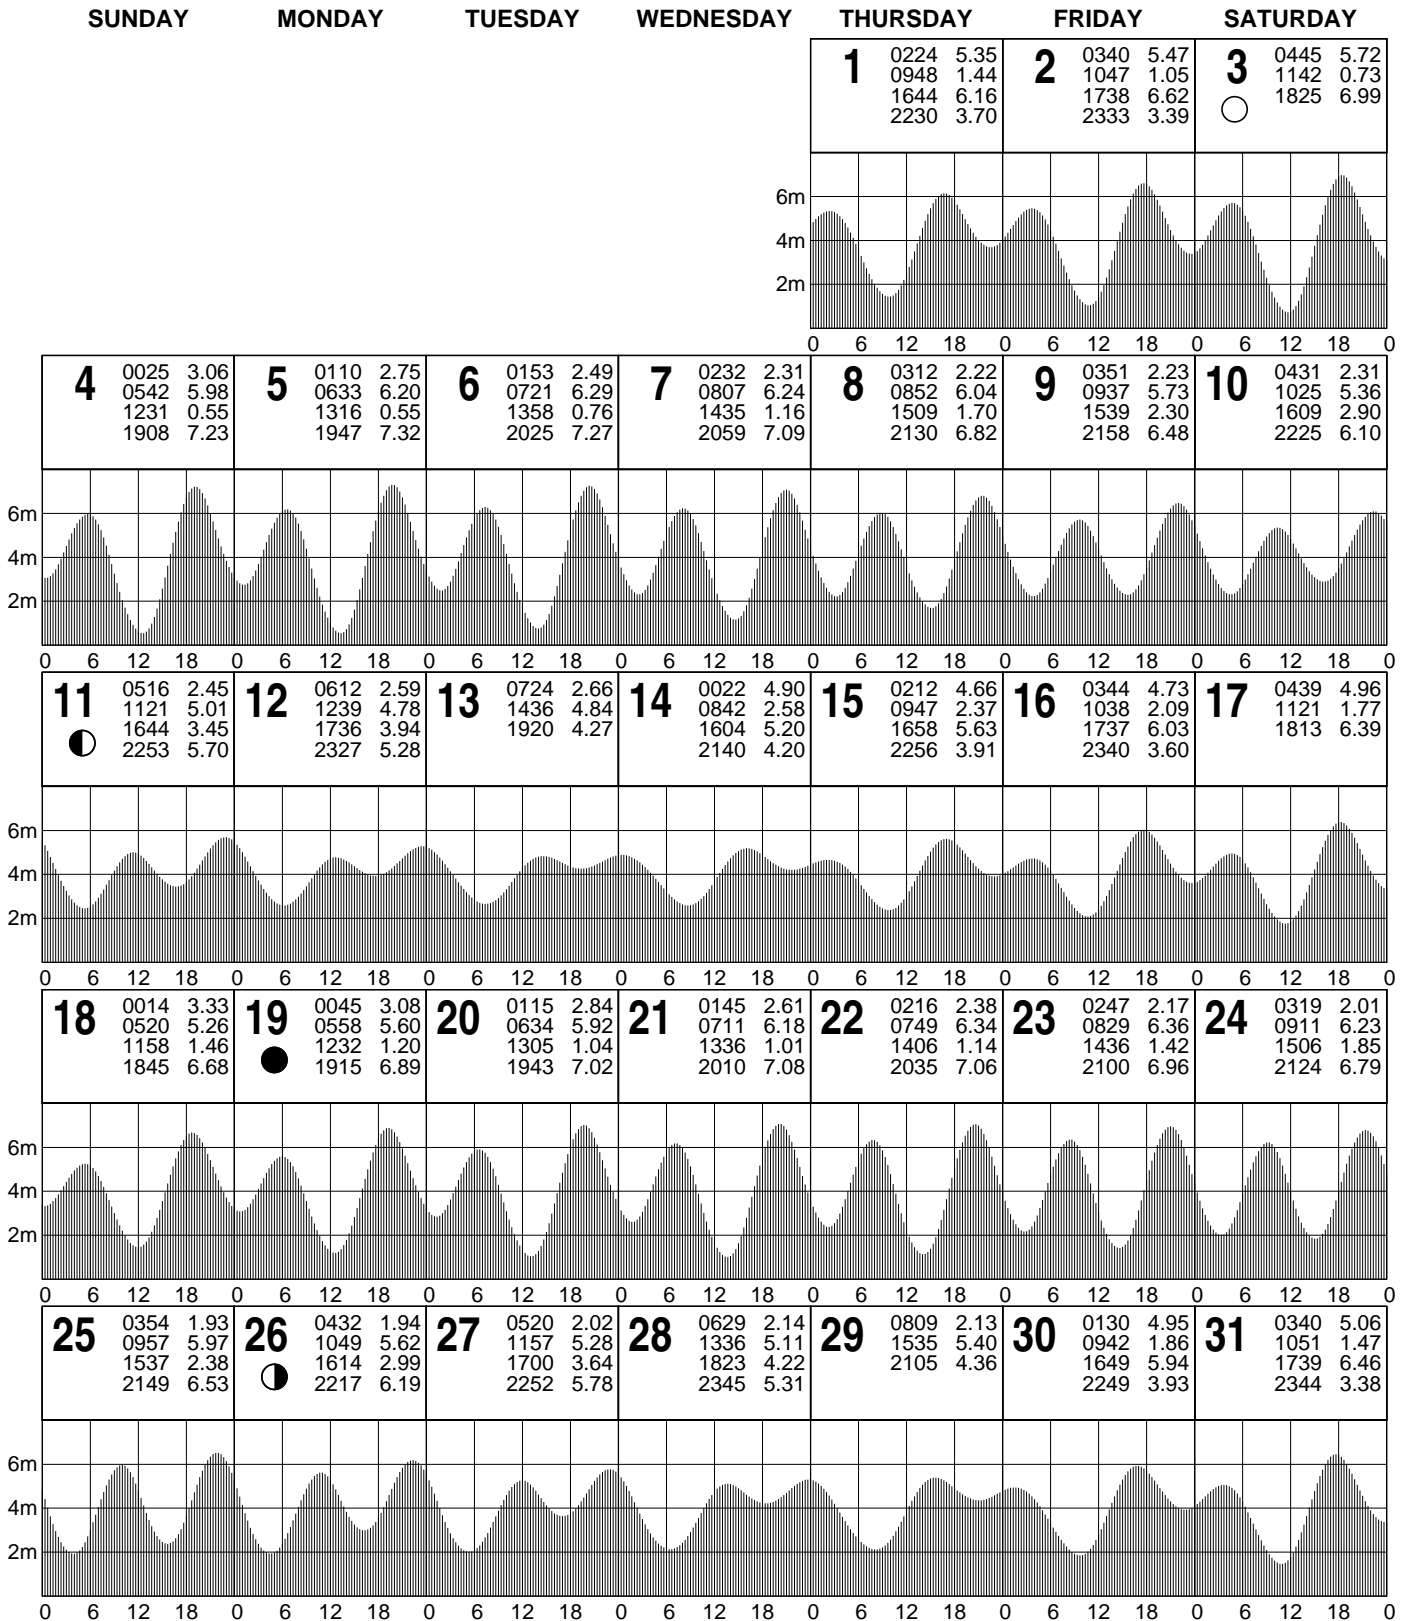 SUNDAY MONDAY TUESDAY WEDNESDAY THURSDAY FRIDAY SATURDAY
1 0224 5.35
0948 1.44
1644 6.16
2230 3.70
2 0340 5.47
1047 1.05
1738 6.62
2333 3.39
3 0445 5.72
1142 0.73
1825 6.99
6m
4m
2m
0 6 12 18 0 6 12 18 0 6 12 18 0
4 0025 3.06
0542 5.98
1231 0.55
1908 7.23
5 0110 2.75
0633 6.20
1316 0.55
1947 7.32
6 0153 2.49
0721 6.29
1358 0.76
2025 7.27
7 0232 2.31
0807 6.24
1435 1.16
2059 7.09
8 0312 2.22
0852 6.04
1509 1.70
2130 6.82
9 0351 2.23
0937 5.73
1539 2.30
2158 6.48
10 0431 2.31
1025 5.36
1609 2.90
2225 6.10
6m
4m
2m
0 6 12 18 0 6 12 18 0 6 12 18 0 6 12 18 0 6 12 18 0 6 12 18 0 6 12 18 0
11 0516 2.45
1121 5.01
1644 3.45
2253 5.70
12 0612 2.59
1239 4.78
1736 3.94
2327 5.28
13 0724 2.66
1436 4.84
1920 4.27
14 0022 4.90
0842 2.58
1604 5.20
2140 4.20
15 0212 4.66
0947 2.37
1658 5.63
2256 3.91
16 0344 4.73
1038 2.09
1737 6.03
2340 3.60
17 0439 4.96
1121 1.77
1813 6.39
6m
4m
2m
0 6 12 18 0 6 12 18 0 6 12 18 0 6 12 18 0 6 12 18 0 6 12 18 0 6 12 18 0
18 0014 3.33
0520 5.26
1158 1.46
1845 6.68
19 0045 3.08
0558 5.60
1232 1.20
1915 6.89
20 0115 2.84
0634 5.92
1305 1.04
1943 7.02
21 0145 2.61
0711 6.18
1336 1.01
2010 7.08
22 0216 2.38
0749 6.34
1406 1.14
2035 7.06
23 0247 2.17
0829 6.36
1436 1.42
2100 6.96
24 0319 2.01
0911 6.23
1506 1.85
2124 6.79
6m
4m
2m
0 6 12 18 0 6 12 18 0 6 12 18 0 6 12 18 0 6 12 18 0 6 12 18 0 6 12 18 0
25 0354 1.93
0957 5.97
1537 2.38
2149 6.53
26 0432 1.94
1049 5.62
1614 2.99
2217 6.19
27 0520 2.02
1157 5.28
1700 3.64
2252 5.78
28 0629 2.14
1336 5.11
1823 4.22
2345 5.31
29 0809 2.13
1535 5.40
2105 4.36
30 0130 4.95
0942 1.86
1649 5.94
2249 3.93
31 0340 5.06
1051 1.47
1739 6.46
2344 3.38
6m
4m
2m
0 6 12 18 0 6 12 18 0 6 12 18 0 6 12 18 0 6 12 18 0 6 12 18 0 6 12 18 0